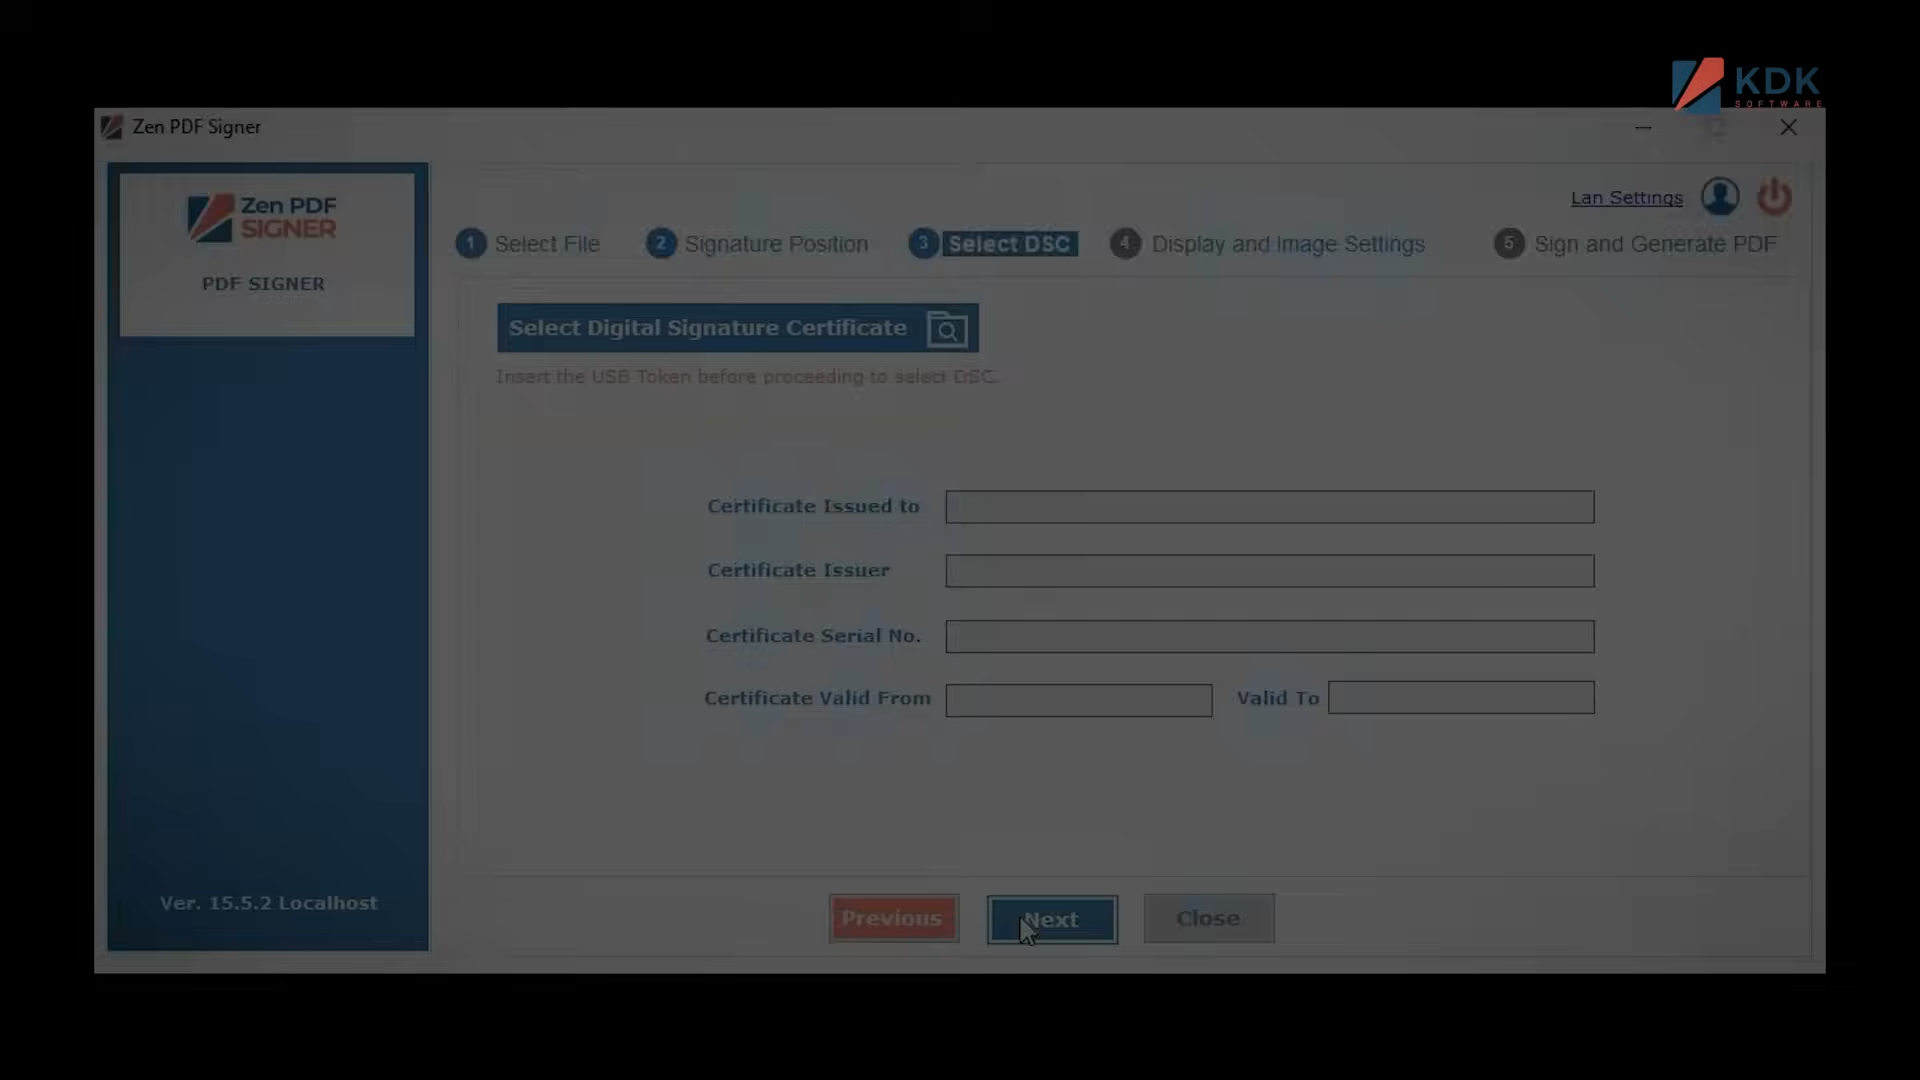 KDK
SOFTWARE
Zen PDF Signer
Zen PDF
SIGNER
PDF SIGNER
Lan Settings
1 Select File 2 Signature Position 3 Select DSC 4 Display and Image Settings 5 Sign and Generate PDF
Select Digital Signature Certificate
Insert the USB Token before proceeding to select DSC.
Certificate Issued to
Certificate Issuer
Certificate Serial No.
Certificate Valid From Valid To
Ver. 15.5.2 Localhost
Previous Next Close